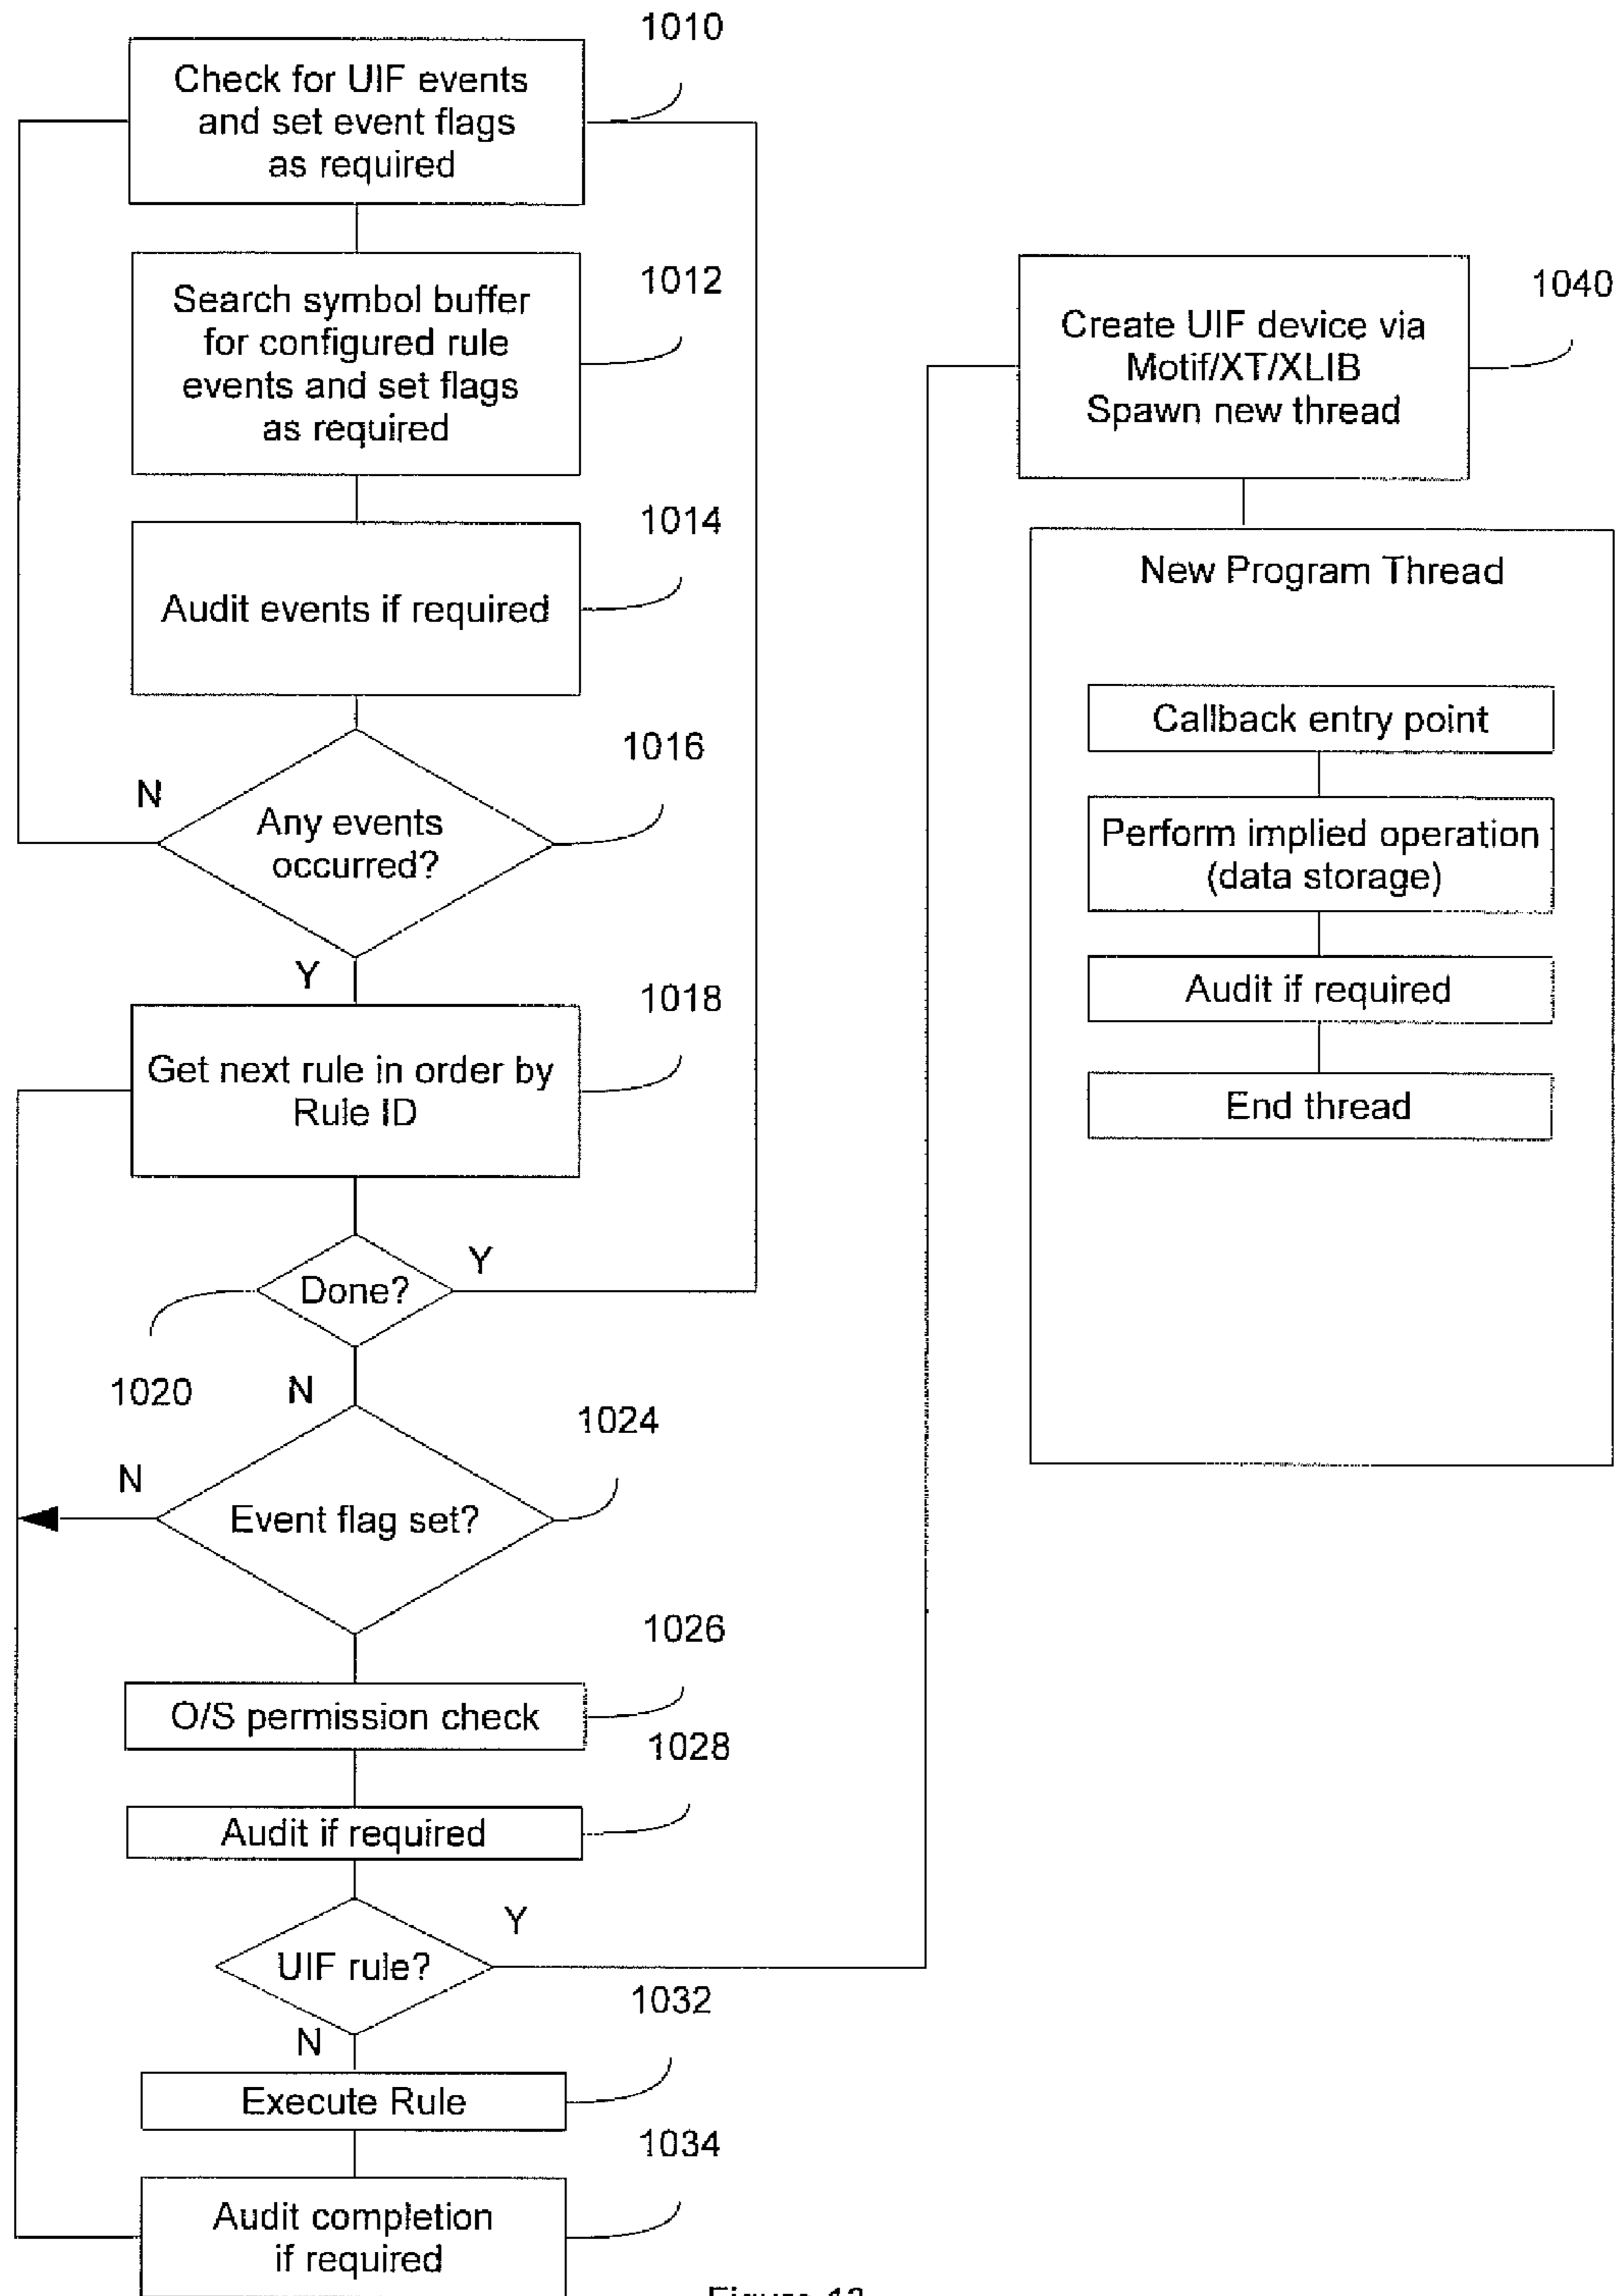 1010
Check for UIF events
and set event flags
as required
1012
Search symbol buffer
for configured rule
events and set flags
as required
1014
Audit events if required
1016
N
Any events
occurred?
Y
1018
Get next rule in order by
Rule ID
Y
Done?
1020
N
1024
N
Event flag set?
1026
O/S permission check
1028
Audit if required
Y
UIF rule?
1032
N
Execute Rule
1034
Audit completion
if required
1040
Create UIF device via
Motif/XT/XLIB
Spawn new thread
New Program Thread
Callback entry point
Perform implied operation
(data storage)
Audit if required
End thread